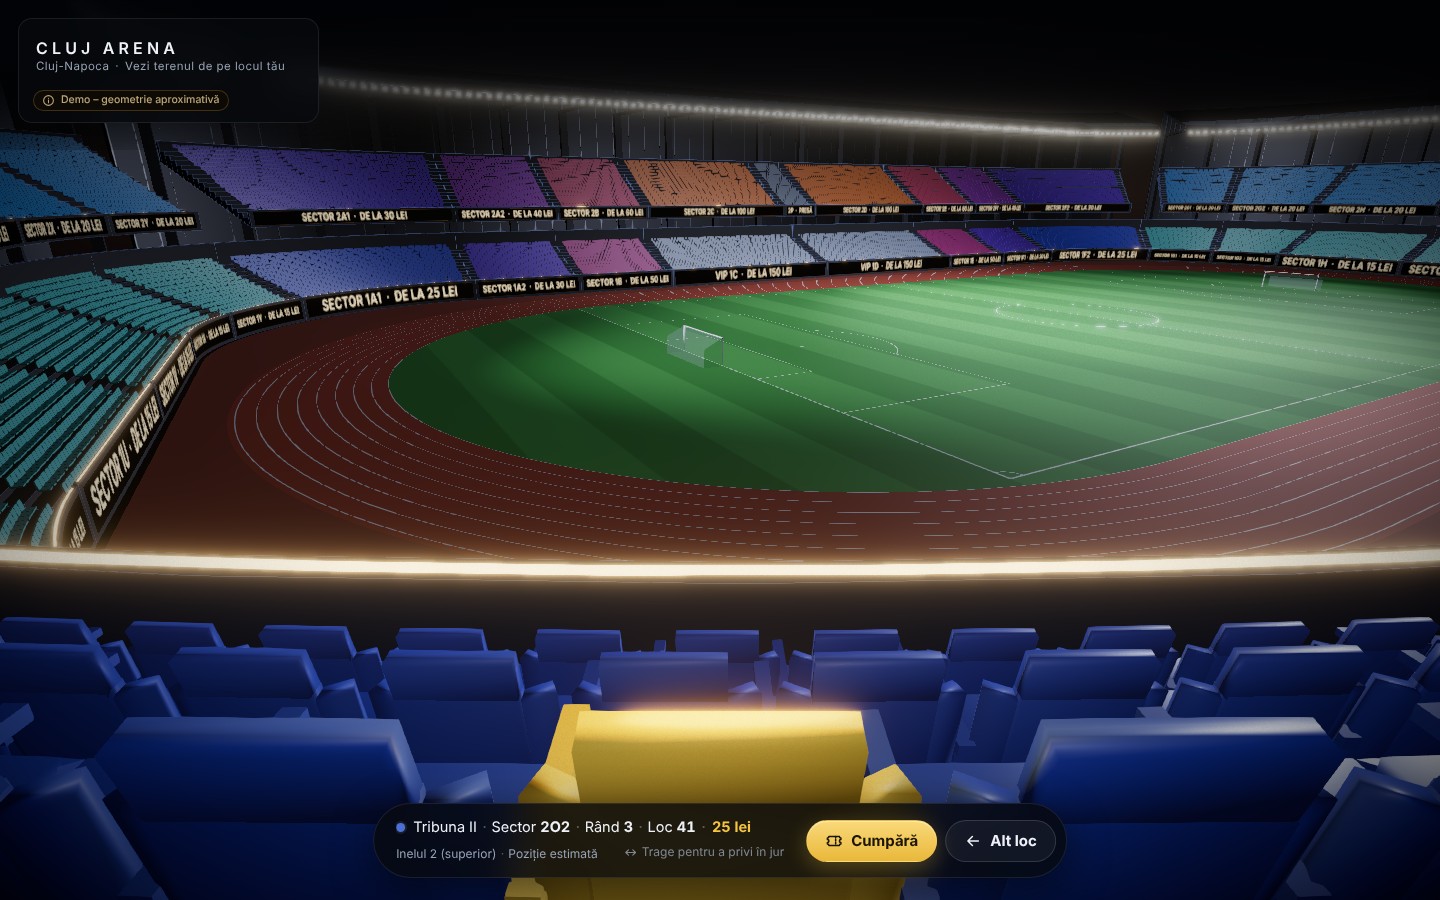 CLUJ ARENA
Cluj-Napoca · Vezi terenul de pe locul tău
Demo – geometrie aproximativă
SECTOR 2X · DE LA 20 LEI
SECTOR 2Y · DE LA 20 LEI
SECTOR 2A1 · DE LA 30 LEI
SECTOR 2A2 · DE LA 40 LEI
SECTOR 2B · DE LA 60 LEI
SECTOR 2C · DE LA 100 LEI
SECTOR 2H · DE LA 20 LEI
SECTOR 1V · DE LA 15 LEI
SECTOR 1A1 · DE LA 25 LEI
SECTOR 1A2 · DE LA 30 LEI
SECTOR 1B · DE LA 50 LEI
VIP 1C · DE LA 150 LEI
VIP 1D · DE LA 150 LEI
SECTOR 1F2 · DE LA 25 LEI
SECTOR 1H · DE LA 15 LEI
Tribuna II · Sector 2O2 · Rând 3 · Loc 41 · 25 lei
Inelul 2 (superior) · Poziție estimată
↔ Trage pentru a privi în jur
Cumpără
← Alt loc